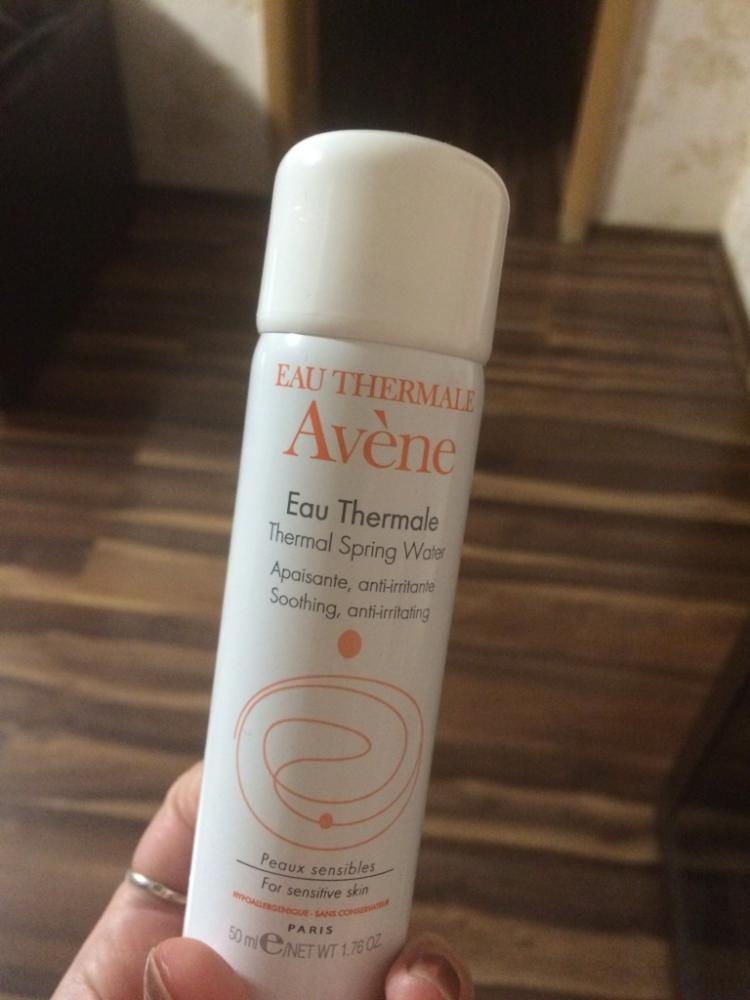 EAU THERMALE
Avène
Eau Thermale
Thermal Spring Water
Apaisante, anti-irritante
Soothing, anti-irritating
Peaux sensibles
For sensitive skin
HYPOALLERGÉNIQUE - SANS CONSERVATEUR
PARIS
50 ml e/NET WT 1.76 OZ.